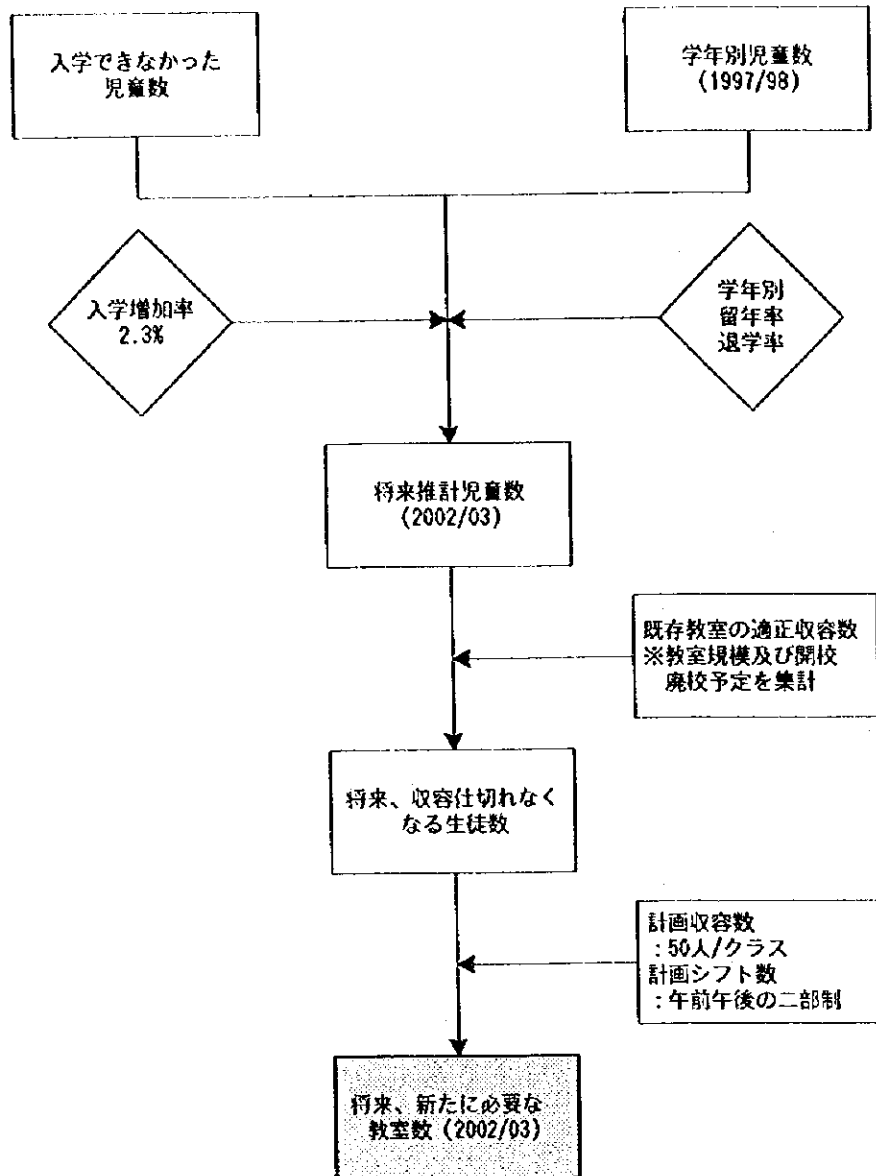 入学できなかった
児童数
学年別児童数
(1997/98)
入学増加率
2.3%
学年別
留年率
退学率
将来推計児童数
(2002/03)
既存教室の適正収容数
※教室規模及び開校
廃校予定を集計
将来、収容仕切れなく
なる生徒数
計画収容数
:50人/クラス
計画シフト数
:午前午後の二部制
将来、新たに必要な
教室数 (2002/03)